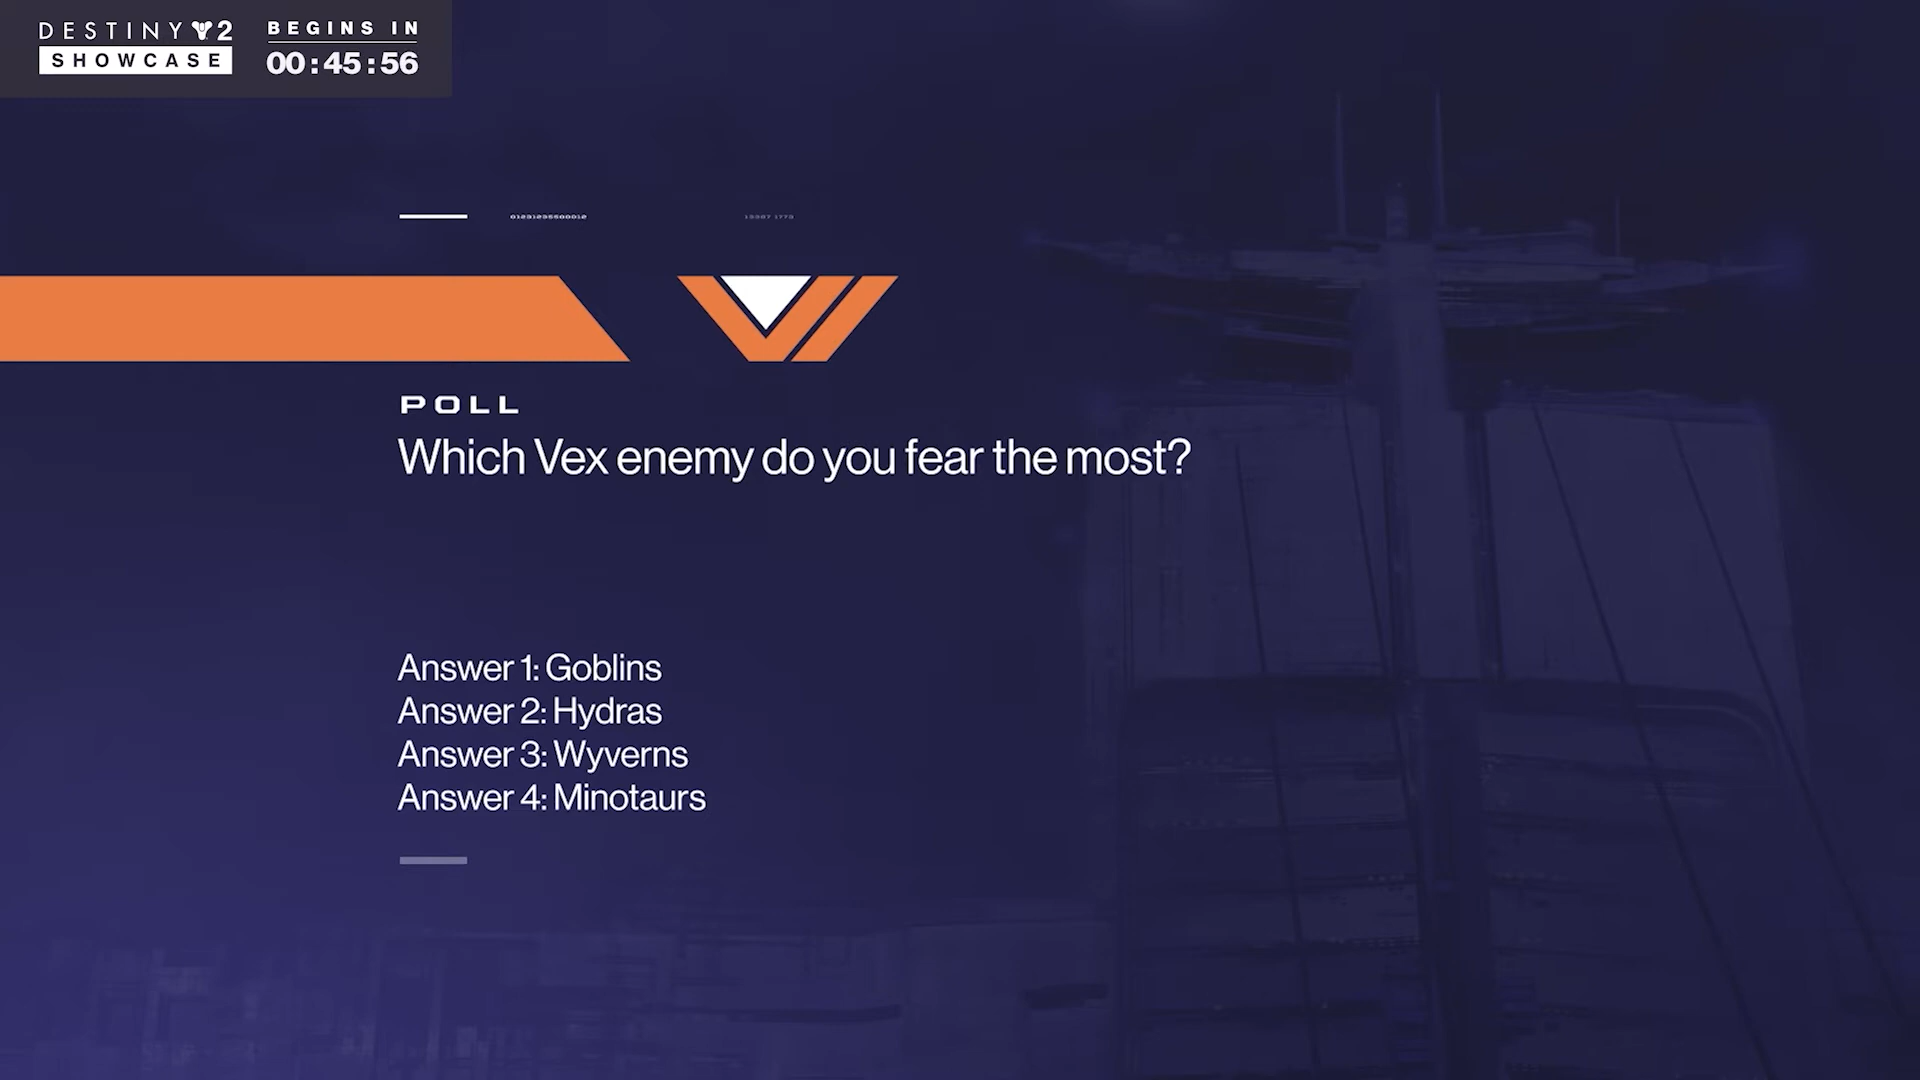 DESTINY 2
SHOWCASE
BEGINS IN
00:45:56
POLL
Which Vex enemy do you fear the most?
Answer 1: Goblins
Answer 2: Hydras
Answer 3: Wyverns
Answer 4: Minotaurs